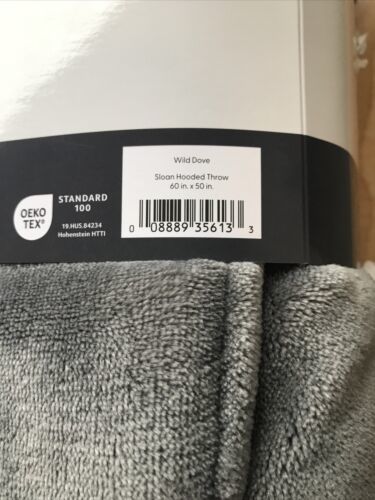 OEKO
TEX®
STANDARD
100
19.HUS.84234
Hohenstein HTTI
Wild Dove
Sloan Hooded Throw
60 in. x 50 in.
0 08889 35613 3